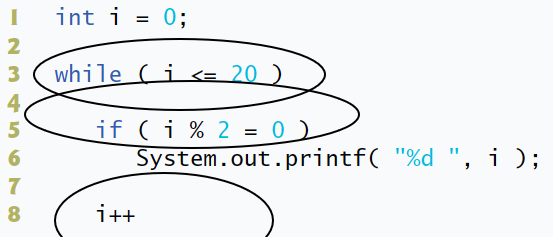 1 int i = 0;
2
3 while ( i <= 20 )
4
5 if ( i % 2 = 0 )
6 System.out.printf( "%d ", i );
7
8 i++